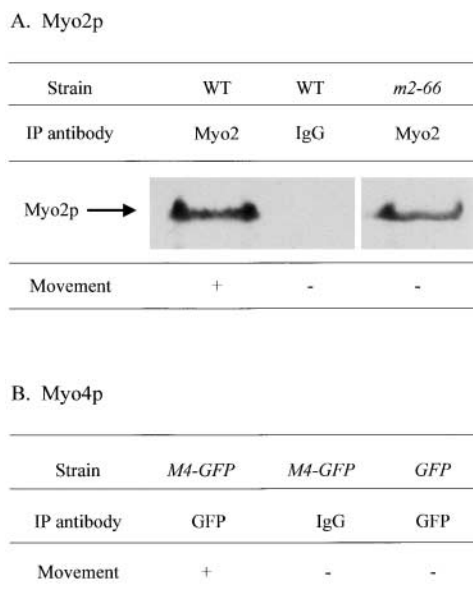 A. Myo2p
Strain WT WT m2-66
IP antibody Myo2 IgG Myo2
Myo2p
Movement + - -
B. Myo4p
Strain M4-GFP M4-GFP GFP
IP antibody GFP IgG GFP
Movement + - -